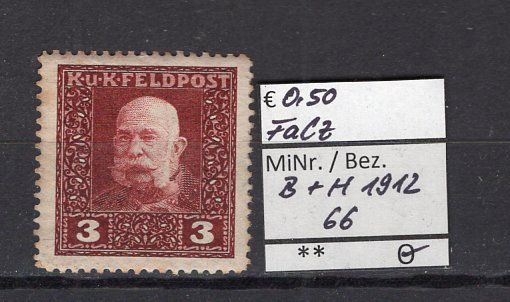 K.u.K.FELDPOST
3 3
€ 0.50
Falz
MiNr. / Bez.
B + H 1912
66
**